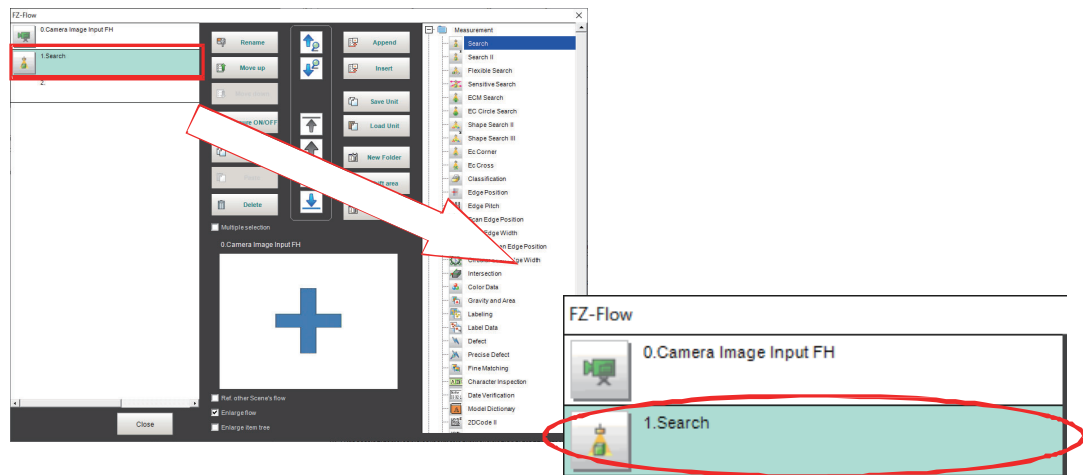 FZ-Flow
0.Camera Image Input FH
1.Search
2.
Rename
Move up
Move down
ON/OFF
Delete
Append
Insert
Save Unit
Load Unit
New Folder
area
Multiple selection
0.Camera Image Input FH
Ref. other Scene's flow
Enlarge flow
Enlarge item tree
Close
Measurement
Search
Search II
Flexible Search
Sensitive Search
ECM Search
EC Circle Search
Shape Search II
Shape Search III
Ec Corner
Ec Cross
Classification
Edge Position
Edge Pitch
Scan Edge Position
Edge Width
Edge Position
Width
Intersection
Color Data
Gravity and Area
Labeling
Label Data
Defect
Precise Defect
Fine Matching
Character Inspection
Date Verification
Model Dictionary
2DCode II
FZ-Flow
0.Camera Image Input FH
1.Search